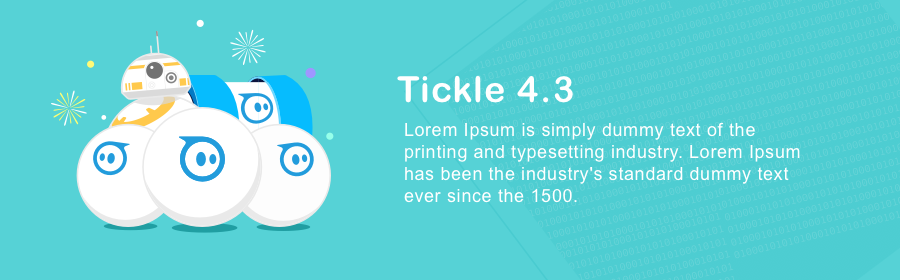 Tickle 4.3
Lorem Ipsum is simply dummy text of the
printing and typesetting industry. Lorem Ipsum
has been the industry's standard dummy text
ever since the 1500.